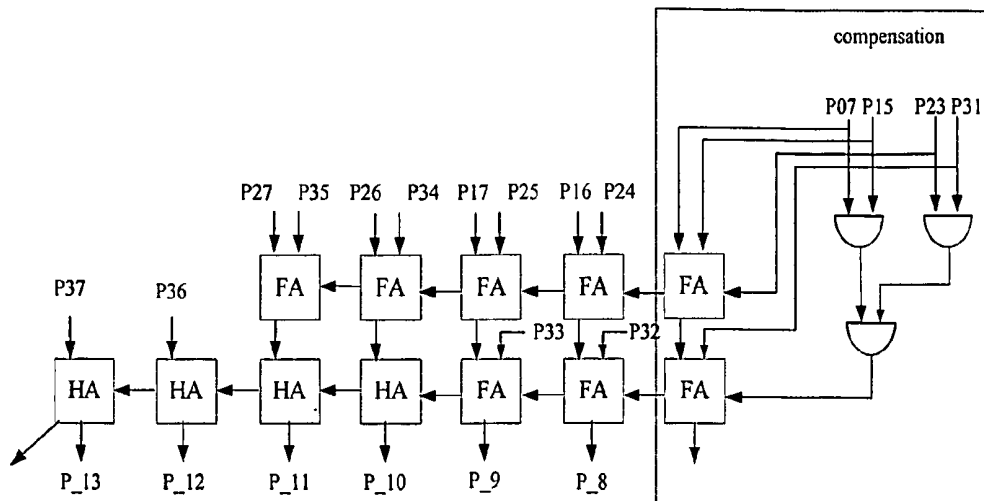 compensation
P07 P15 P23 P31
P27 P35 P26 P34 P17 P25 P16 P24
FA FA FA FA FA
P37 P36 P33 P32
HA HA HA HA FA FA FA
P_13 P_12 P_11 P_10 P_9 P_8